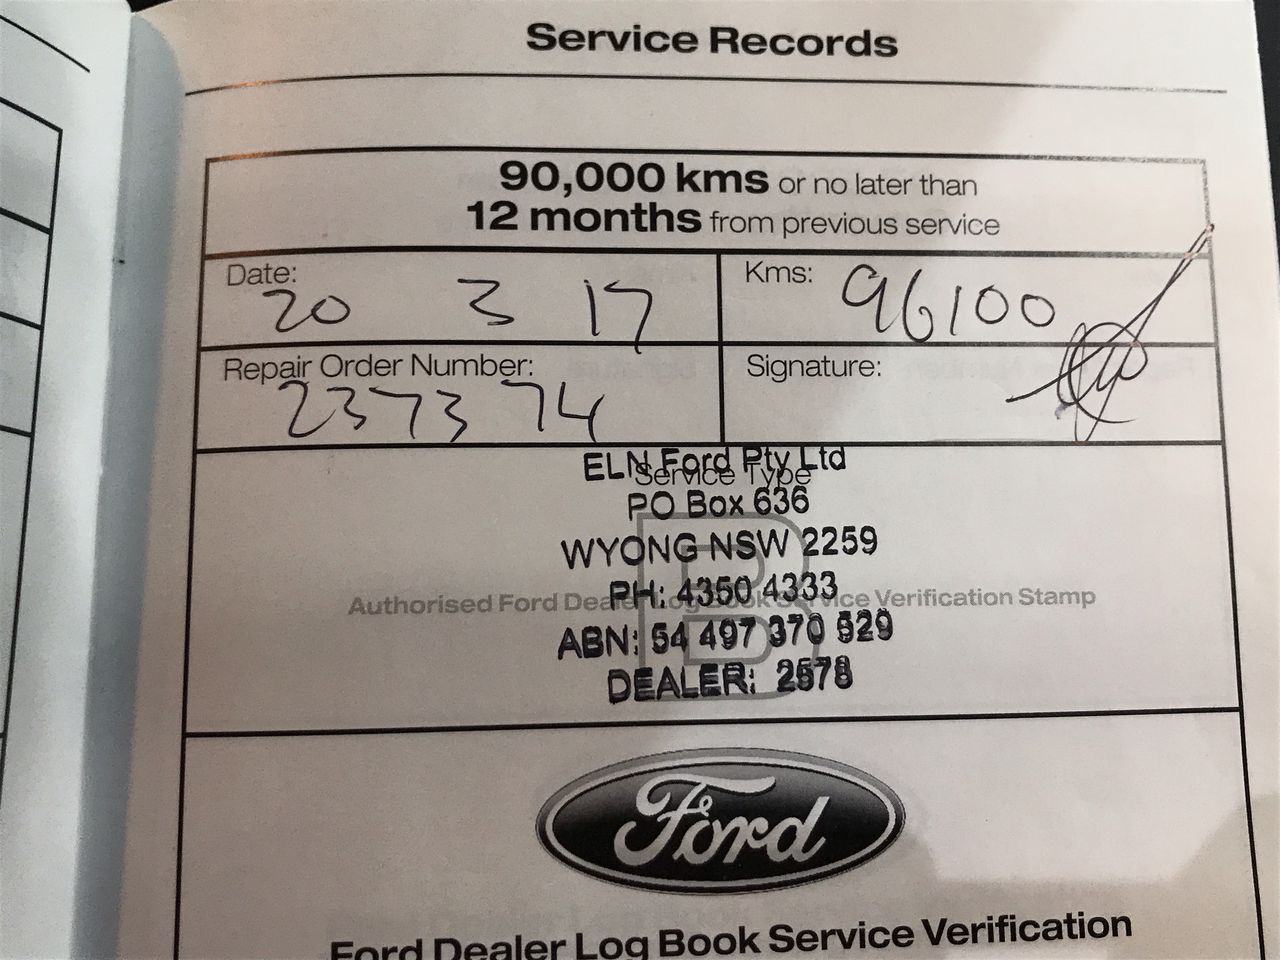 Service Records
90,000 kms or no later than
12 months from previous service
Date: 20 3 17
Kms: 96100
Repair Order Number: 237374
Signature:
ELN Ford Pty Ltd
Service Type
PO Box 636
B
WYONG NSW 2259
PH: 4350 4333
Authorised Ford Dealer Log Book Service Verification Stamp
ABN: 54 497 370 529
DEALER: 2578
Ford
Ford Dealer Log Book Service Verification